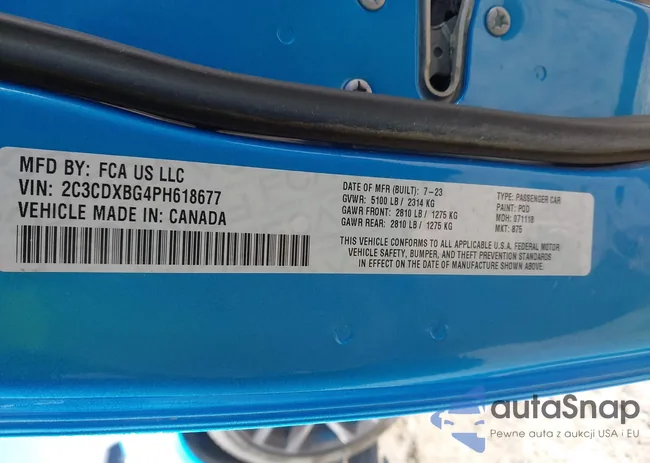 MFD BY: FCA US LLC
VIN: 2C3CDXBG4PH618677
VEHICLE MADE IN: CANADA
DATE OF MFR (BUILT): 7-23
GVWR: 5100 LB / 2314 KG
GAWR FRONT: 2810 LB / 1275 KG
GAWR REAR: 2810 LB / 1275 KG
TYPE: PASSENGER CAR
PAINT: PQD
MDH: 071118
MKT: 875
THIS VEHICLE CONFORMS TO ALL APPLICABLE U.S.A. FEDERAL MOTOR
VEHICLE SAFETY, BUMPER, AND THEFT PREVENTION STANDARDS
IN EFFECT ON THE DATE OF MANUFACTURE SHOWN ABOVE.
autaSnap
Pewne auta z aukcji USA i EU